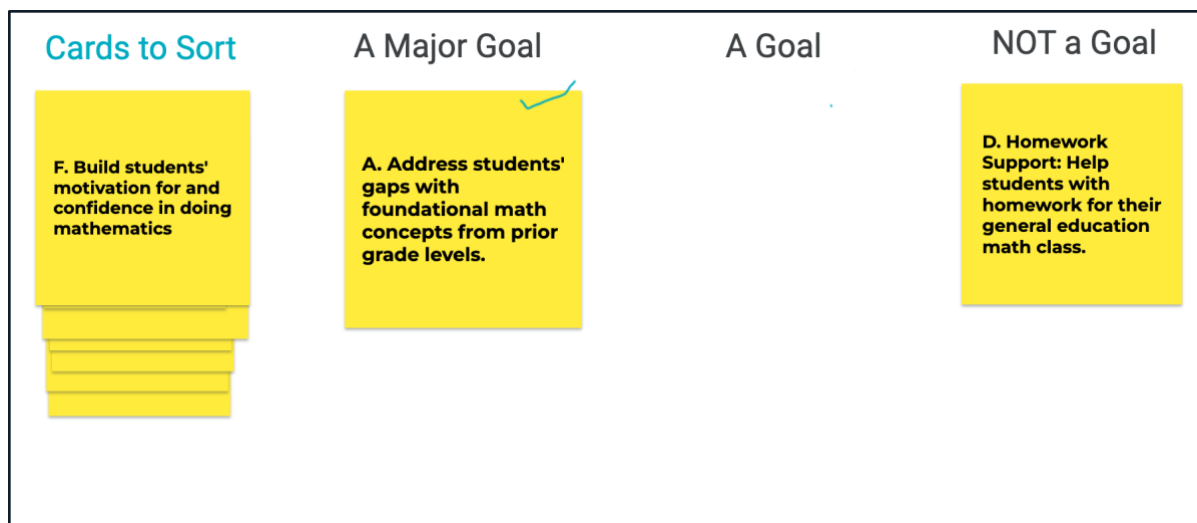 Cards to Sort
A Major Goal
A Goal
NOT a Goal
F. Build students'
motivation for and
confidence in doing
mathematics
A. Address students'
gaps with
foundational math
concepts from prior
grade levels.
D. Homework
Support: Help
students with
homework for their
general education
math class.